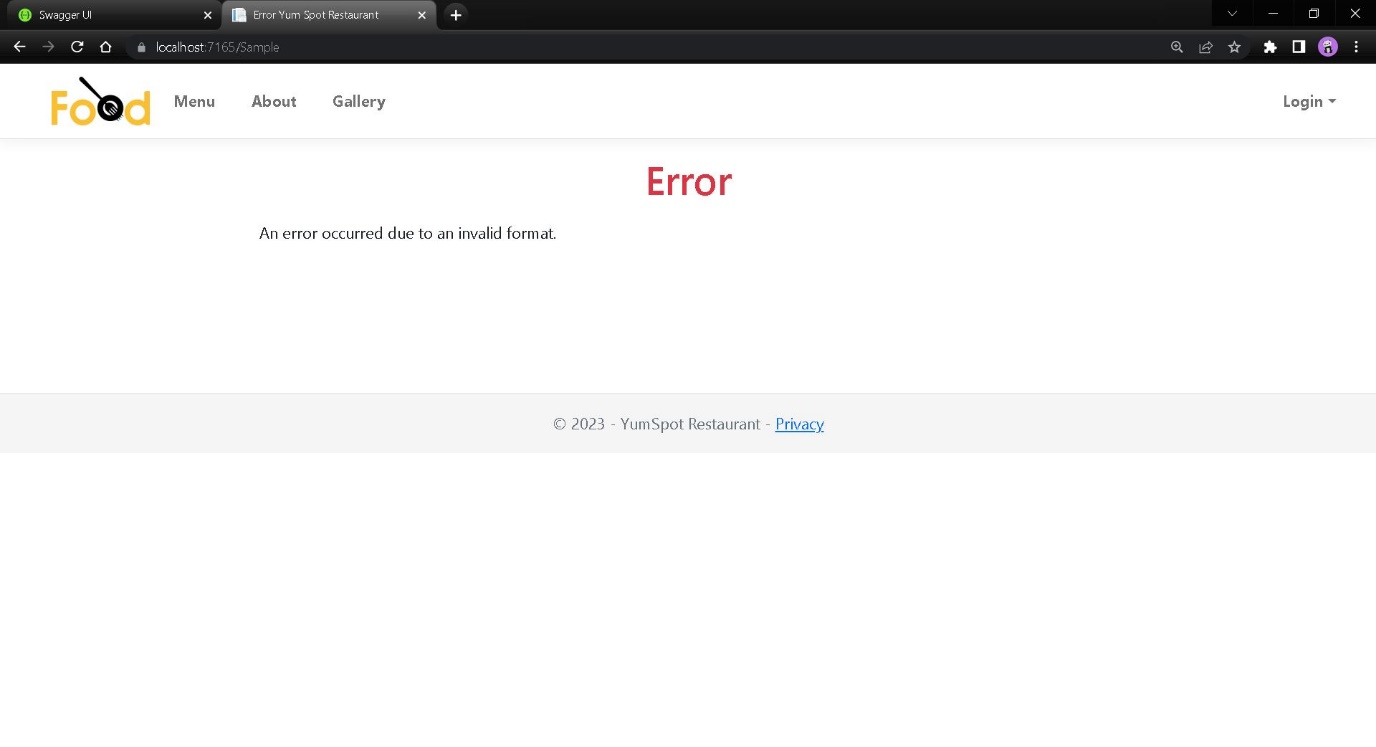 Swagger UI
Error Yum Spot Restaurant
localhost:7165/Sample
Food Menu About Gallery Login
Error
An error occurred due to an invalid format.
© 2023 - YumSpot Restaurant - Privacy